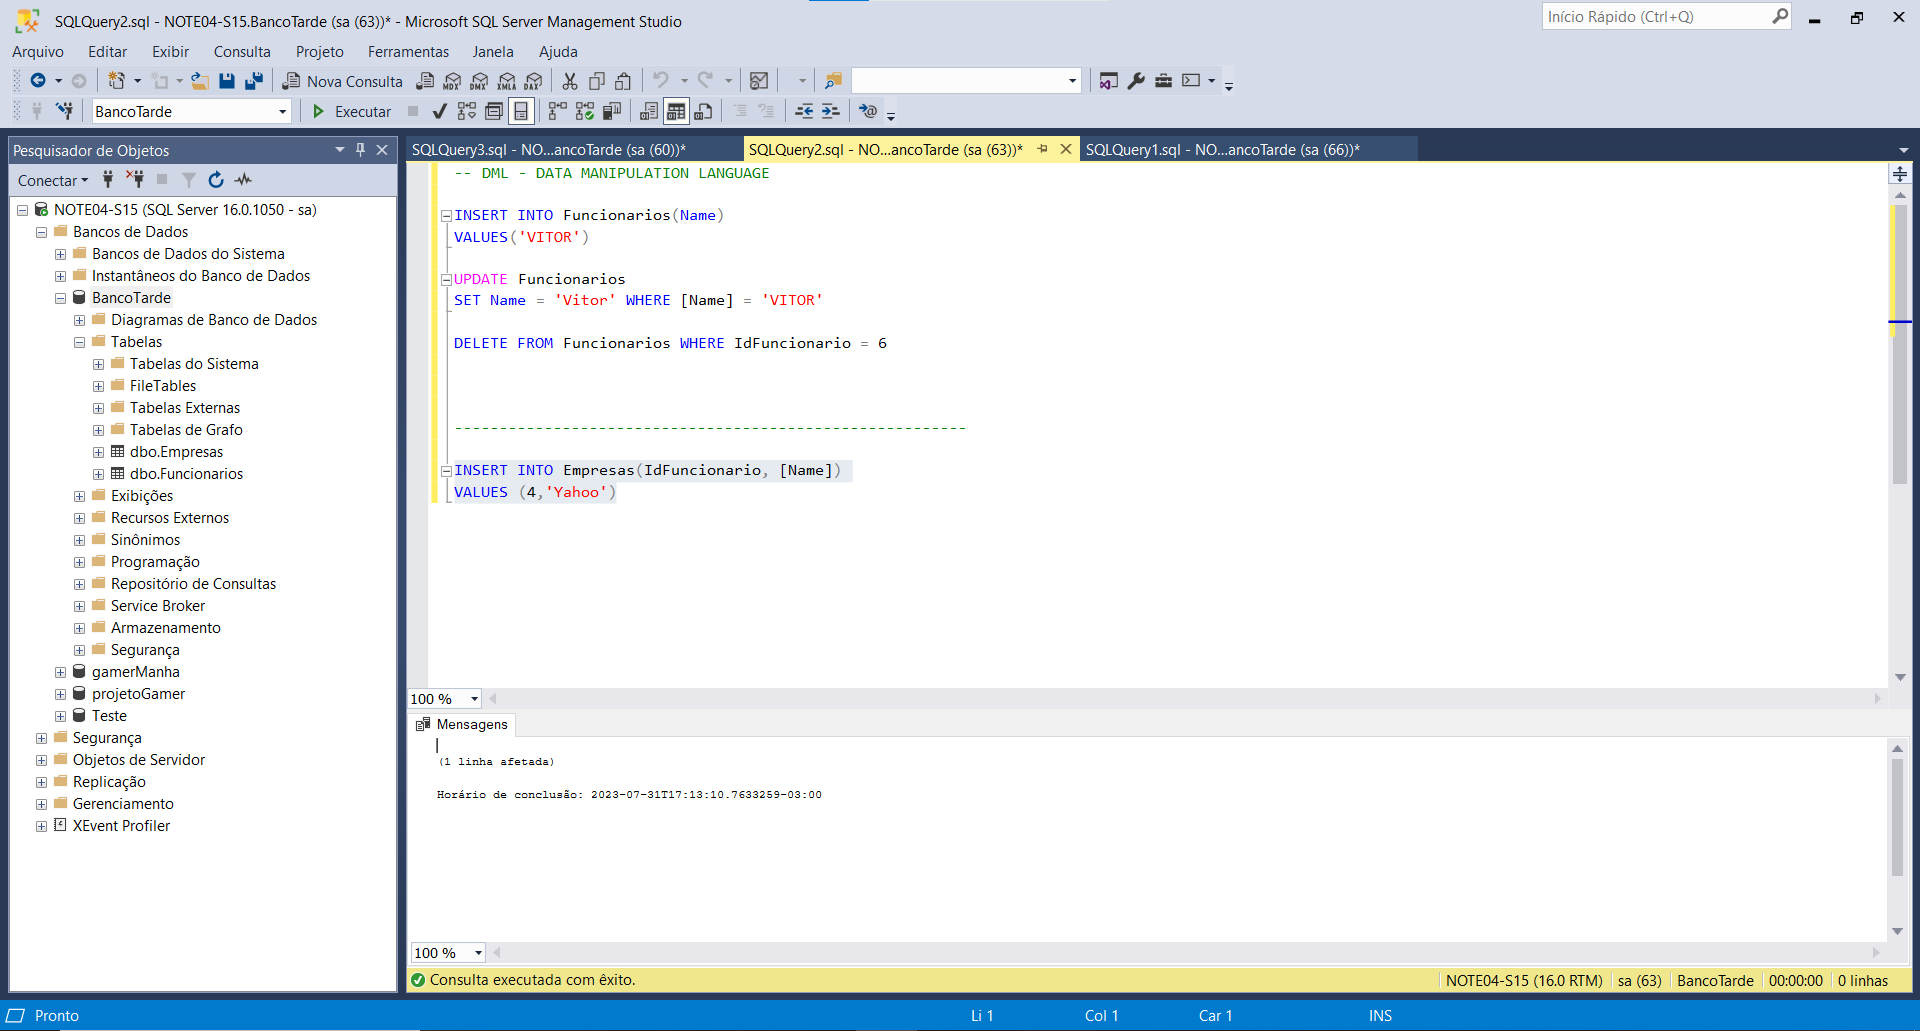 SQLQuery2.sql - NOTE04-S15.BancoTarde (sa (63))* - Microsoft SQL Server Management Studio
Início Rápido (Ctrl+Q)
Arquivo Editar Exibir Consulta Projeto Ferramentas Janela Ajuda
Nova Consulta MDX DMX XMLA DAX
BancoTarde Executar
Pesquisador de Objetos
Conectar
NOTE04-S15 (SQL Server 16.0.1050 - sa)
Bancos de Dados
Bancos de Dados do Sistema
Instantâneos do Banco de Dados
BancoTarde
Diagramas de Banco de Dados
Tabelas
Tabelas do Sistema
FileTables
Tabelas Externas
Tabelas de Grafo
dbo.Empresas
dbo.Funcionarios
Exibições
Recursos Externos
Sinônimos
Programação
Repositório de Consultas
Service Broker
Armazenamento
Segurança
gamerManha
projetoGamer
Teste
Segurança
Objetos de Servidor
Replicação
Gerenciamento
XEvent Profiler
SQLQuery3.sql - NO...ancoTarde (sa (60))* SQLQuery2.sql - NO...ancoTarde (sa (63))* SQLQuery1.sql - NO...ancoTarde (sa (66))*
-- DML - DATA MANIPULATION LANGUAGE
INSERT INTO Funcionarios(Name)
VALUES('VITOR')
UPDATE Funcionarios
SET Name = 'Vitor' WHERE [Name] = 'VITOR'
DELETE FROM Funcionarios WHERE IdFuncionario = 6
---------------------------------------------------------
INSERT INTO Empresas(IdFuncionario, [Name])
VALUES (4,'Yahoo')
100 %
Mensagens
(1 linha afetada)
Horário de conclusão: 2023-07-31T17:13:10.7633259-03:00
100 %
Consulta executada com êxito. NOTE04-S15 (16.0 RTM) sa (63) BancoTarde 00:00:00 0 linhas
Pronto Li 1 Col 1 Car 1 INS